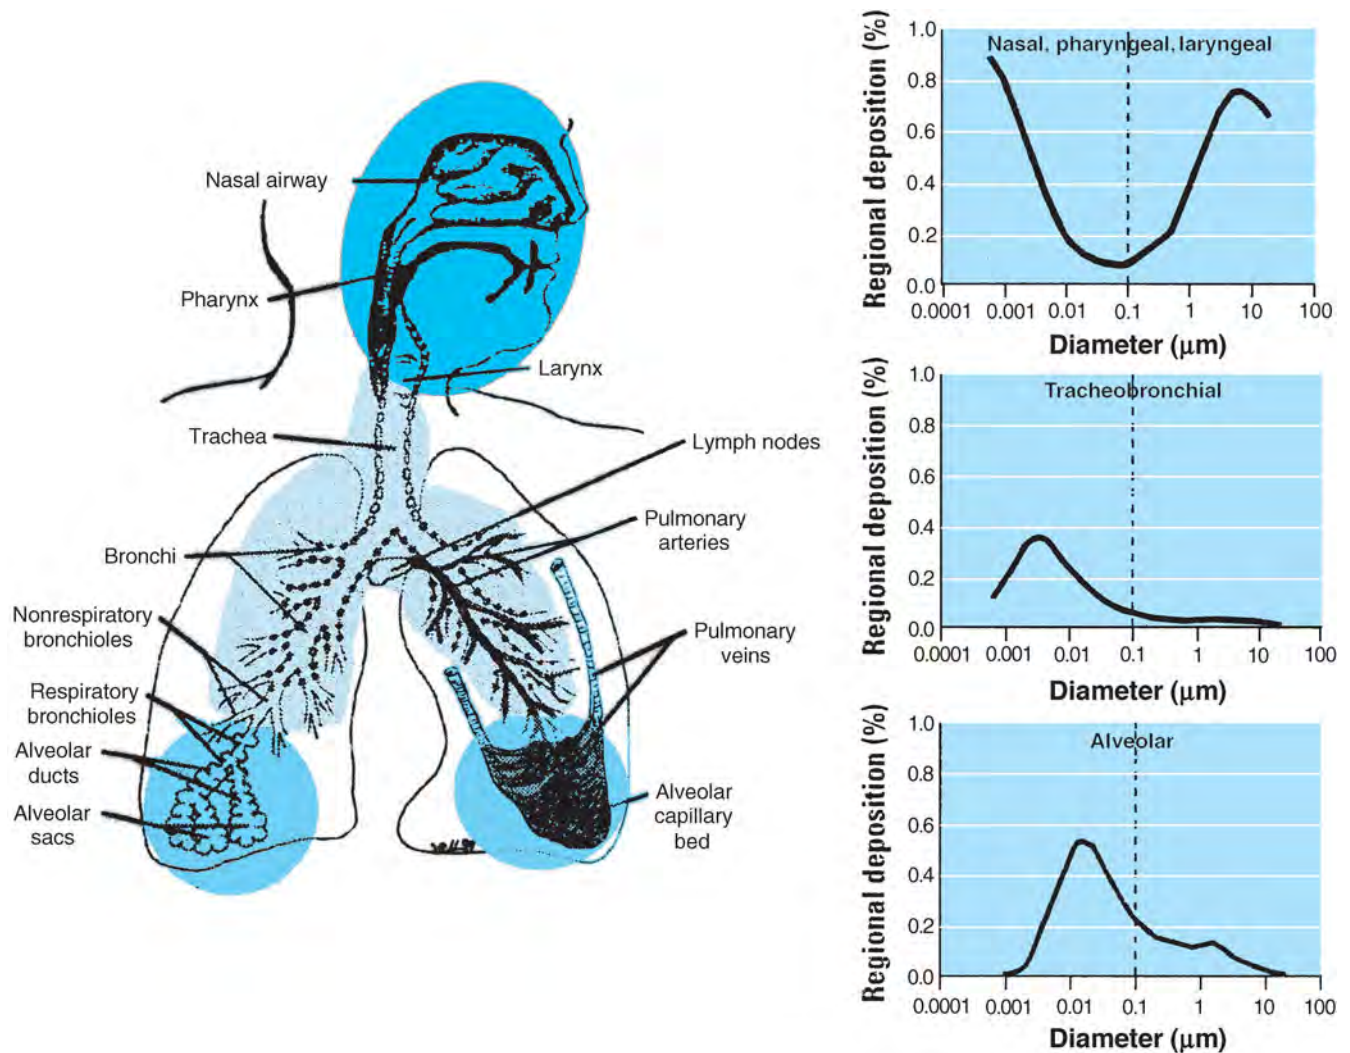 Nasal airway
Pharynx
Larynx
Trachea
Lymph nodes
Pulmonary
arteries
Bronchi
Nonrespiratory
bronchioles
Pulmonary
veins
Respiratory
bronchioles
Alveolar
ducts
Alveolar
sacs
Alveolar
capillary
bed
Regional deposition (%)
1.0
0.8
0.6
0.4
0.2
0.0
Nasal, pharyngeal, laryngeal
0.0001 0.001 0.01 0.1 1 10 100
Diameter (μm)
Regional deposition (%)
1.0
0.8
0.6
0.4
0.2
0.0
Tracheobronchial
0.0001 0.001 0.01 0.1 1 10 100
Diameter (μm)
Regional deposition (%)
1.0
0.8
0.6
0.4
0.2
0.0
Alveolar
0.0001 0.001 0.01 0.1 1 10 100
Diameter (μm)